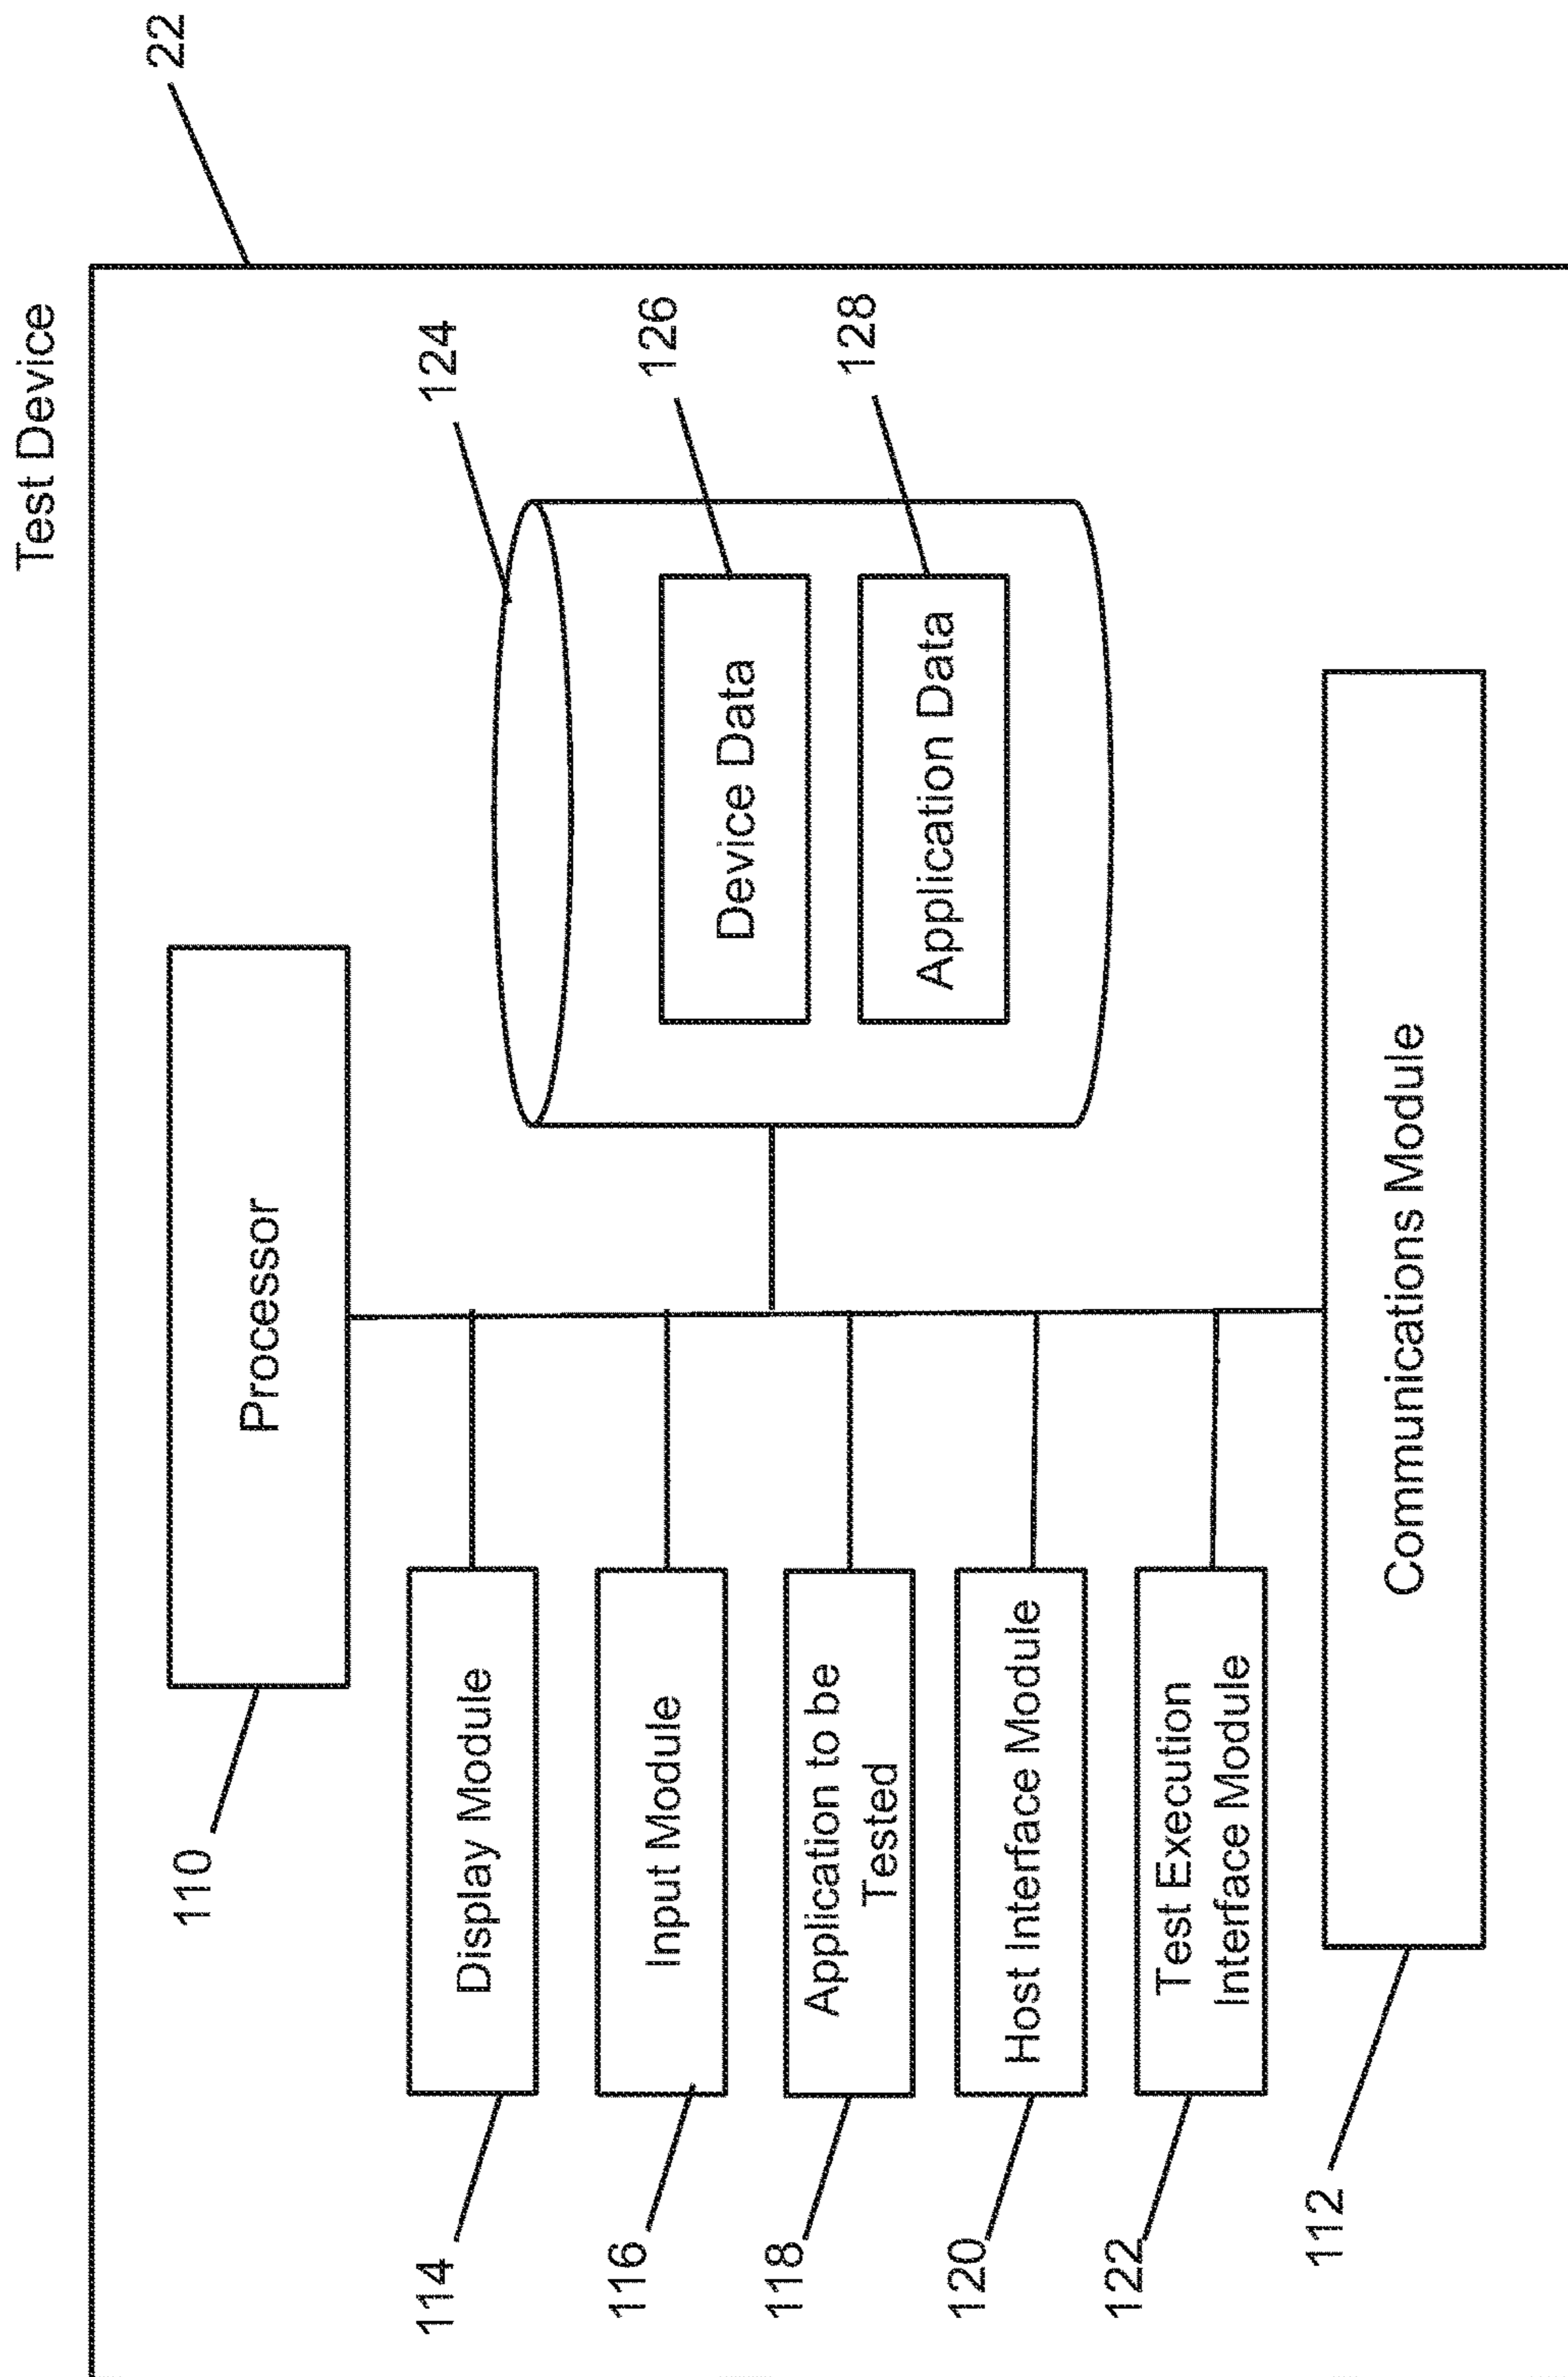 Test Device
22
110
Processor
114
Display Module
124
116
Input Module
Device Data
126
118
Application to be
Tested
Application Data
128
120
Host Interface Module
122
Test Execution
Interface Module
112
Communications Module